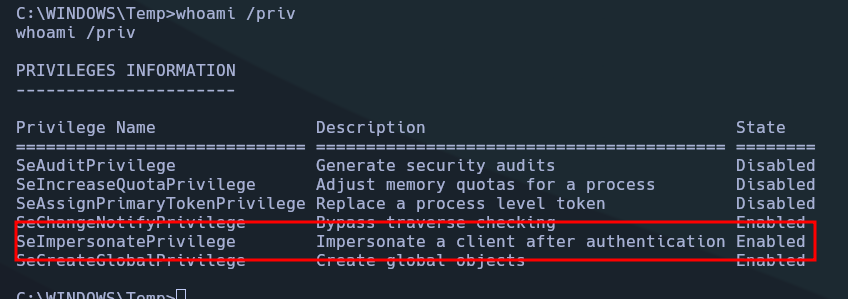 C:\WINDOWS\Temp>whoami /priv
whoami /priv
PRIVILEGES INFORMATION
----------------------
Privilege Name Description State
============================= ========================================= ========
SeAuditPrivilege Generate security audits Disabled
SeIncreaseQuotaPrivilege Adjust memory quotas for a process Disabled
SeAssignPrimaryTokenPrivilege Replace a process level token Disabled
SeChangeNotifyPrivilege Bypass traverse checking Enabled
SeImpersonatePrivilege Impersonate a client after authentication Enabled
SeCreateGlobalPrivilege Create global objects Enabled
C:\WINDOWS\Temp>